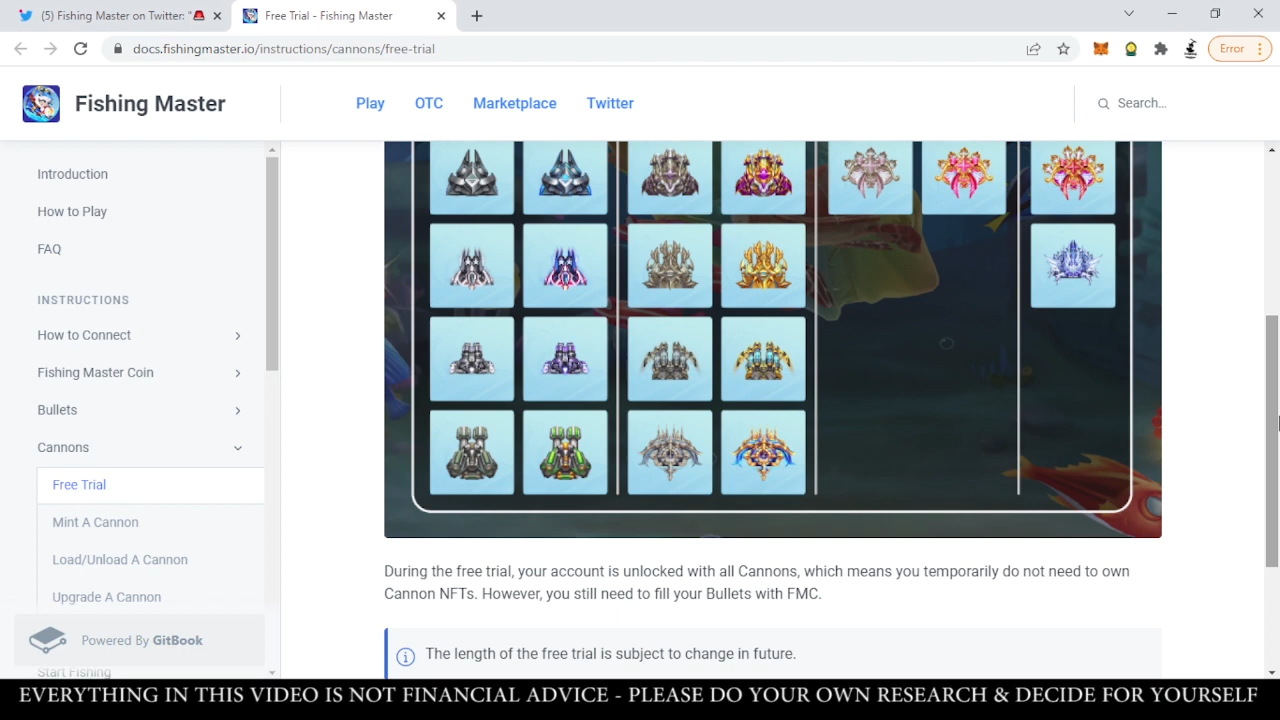 (5) Fishing Master on Twitter: "🚨
Free Trial - Fishing Master
docs.fishingmaster.io/instructions/cannons/free-trial
Error
Fishing Master
Play
OTC
Marketplace
Twitter
Search...
Introduction
How to Play
FAQ
INSTRUCTIONS
How to Connect
Fishing Master Coin
Bullets
Cannons
Free Trial
Mint A Cannon
Load/Unload A Cannon
Upgrade A Cannon
Powered By GitBook
Start Fishing
During the free trial, your account is unlocked with all Cannons, which means you temporarily do not need to own
Cannon NFTs. However, you still need to fill your Bullets with FMC.
The length of the free trial is subject to change in future.
EVERYTHING IN THIS VIDEO IS NOT FINANCIAL ADVICE - PLEASE DO YOUR OWN RESEARCH & DECIDE FOR YOURSELF